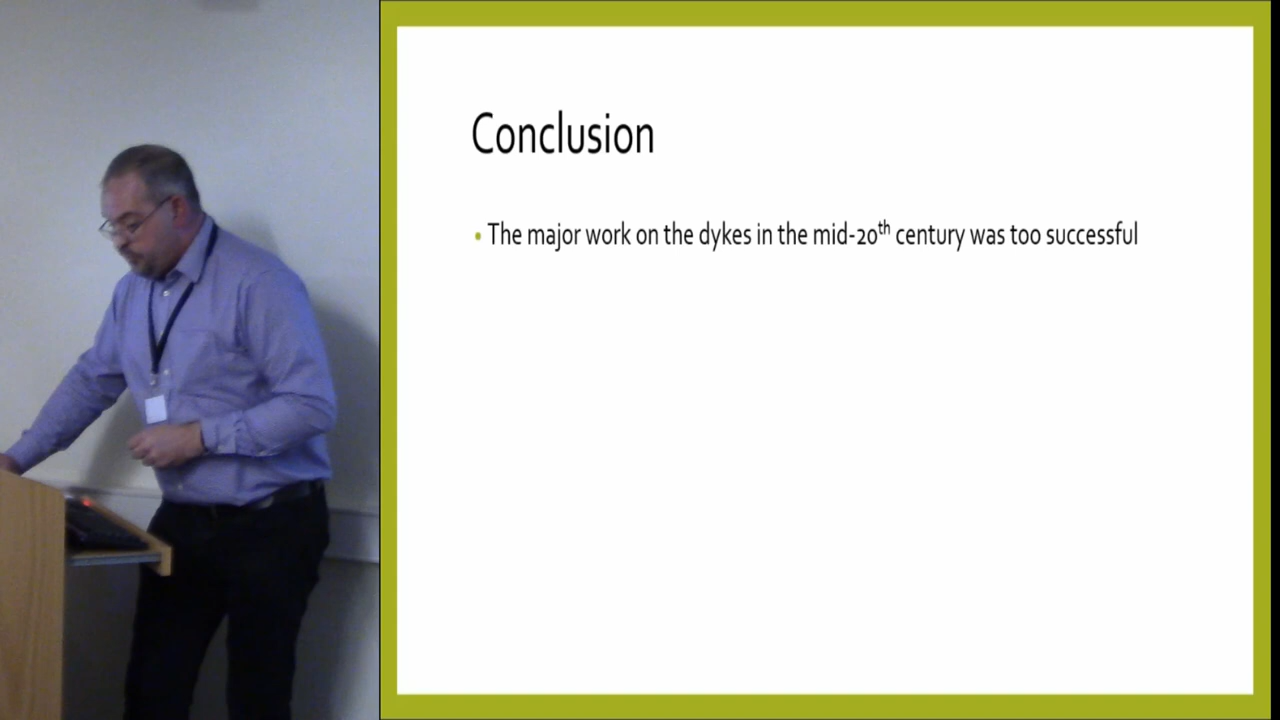 Conclusion
• The major work on the dykes in the mid-20th century was too successful